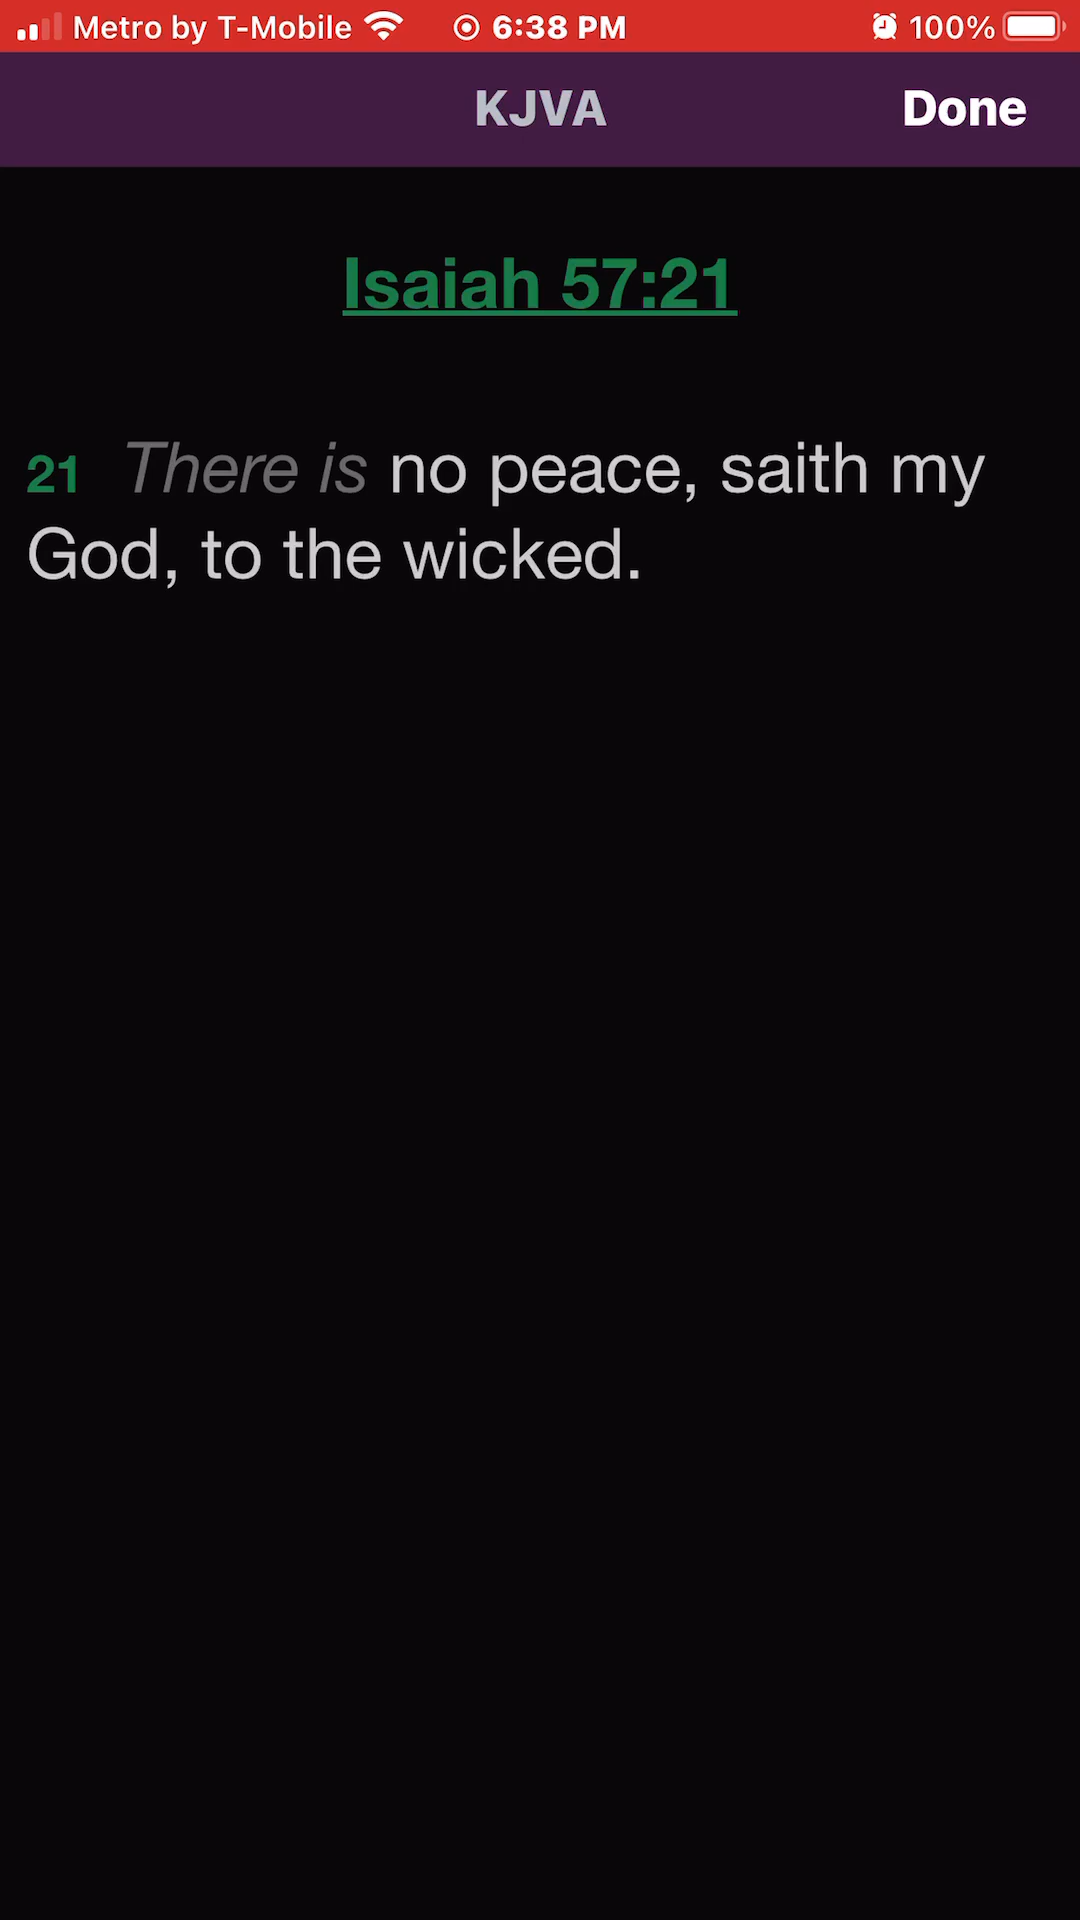 Metro by T-Mobile 6:38 PM 100%
KJVA Done
Isaiah 57:21
21 There is no peace, saith my
God, to the wicked.